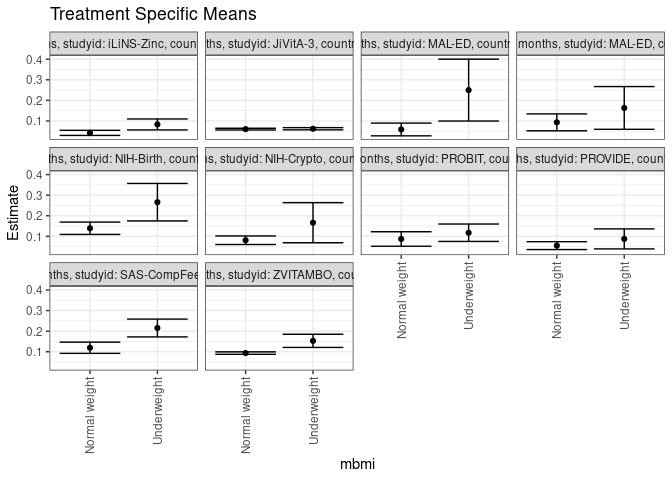 Treatment Specific Means
s, studyid: iLiNS-Zinc, coun
ths, studyid: JiVitA-3, countr
ths, studyid: MAL-ED, countr
months, studyid: MAL-ED, c
0.4
0.3
0.2
0.1
ths, studyid: NIH-Birth, count
s, studyid: NIH-Crypto, coun
onths, studyid: PROBIT, cou
hs, studyid: PROVIDE, coun
0.4
0.3
0.2
0.1
Estimate
nths, studyid: SAS-CompFee
ths, studyid: ZVITAMBO, cou
0.4
0.3
0.2
0.1
Normal weight
Underweight
Normal weight
Underweight
Normal weight
Underweight
Normal weight
Underweight
mbmi